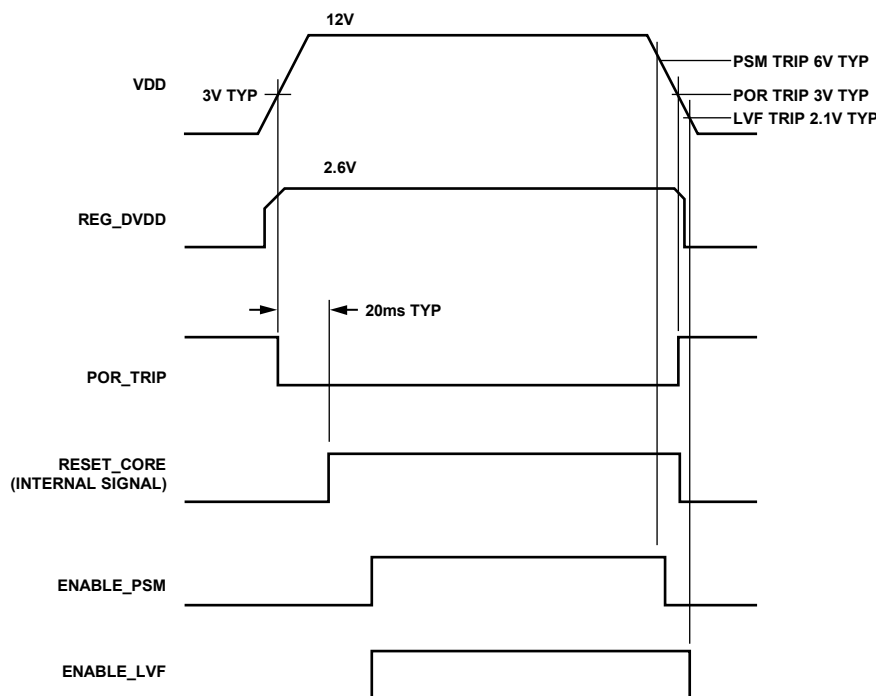 12V
VDD
3V TYP
PSM TRIP 6V TYP
POR TRIP 3V TYP
LVF TRIP 2.1V TYP
2.6V
REG_DVDD
20ms TYP
POR_TRIP
RESET_CORE
(INTERNAL SIGNAL)
ENABLE_PSM
ENABLE_LVF